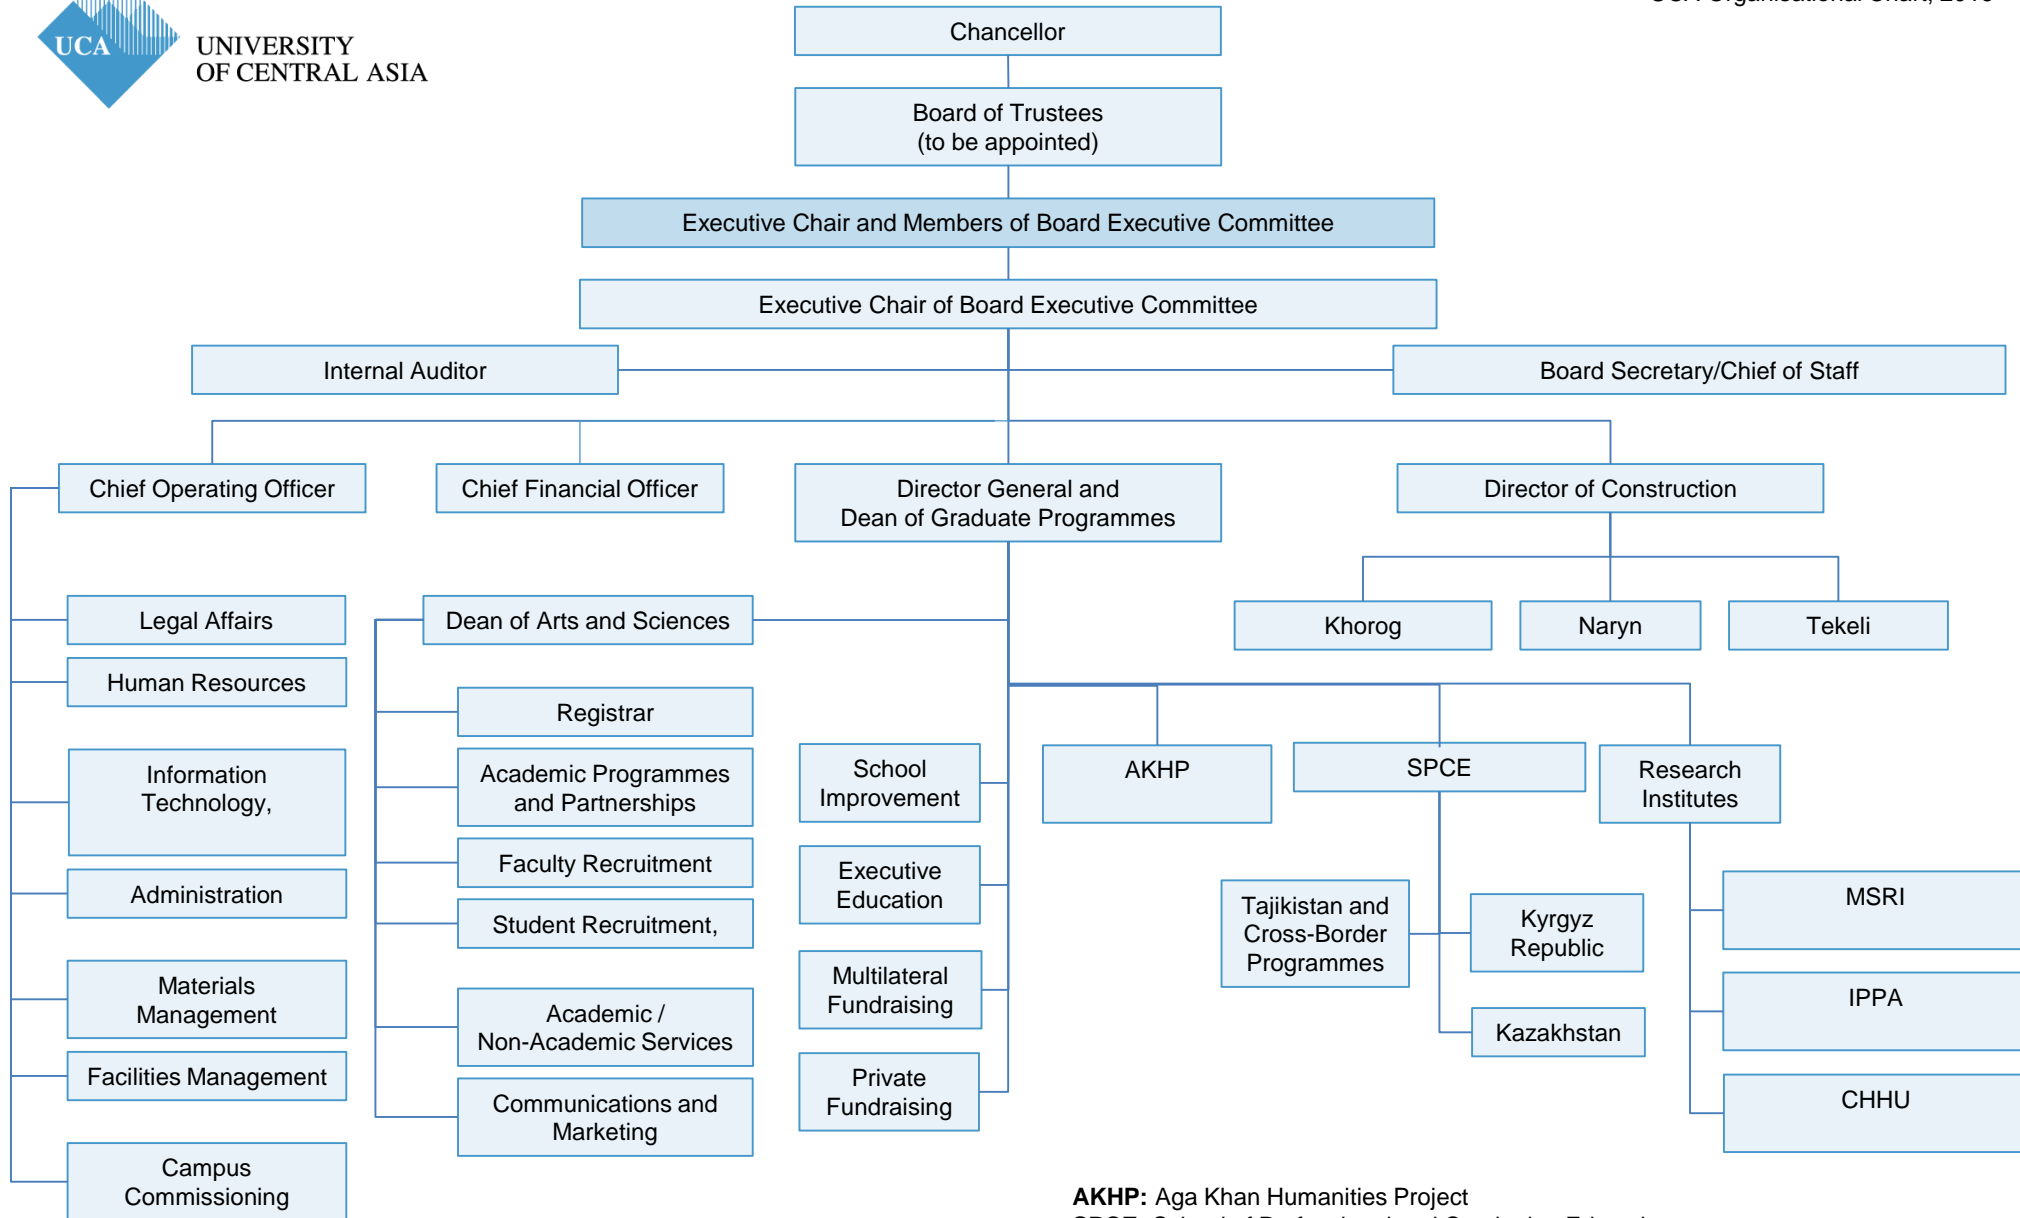 UCA
UNIVERSITY
OF CENTRAL ASIA
Chancellor
Board of Trustees
(to be appointed)
Executive Chair and Members of Board Executive Committee
Executive Chair of Board Executive Committee
Internal Auditor
Board Secretary/Chief of Staff
Chief Operating Officer
Chief Financial Officer
Director General and
Dean of Graduate Programmes
Director of Construction
Legal Affairs
Human Resources
Information
Technology,
Administration
Materials
Management
Facilities Management
Campus
Commissioning
Dean of Arts and Sciences
Registrar
Academic Programmes
and Partnerships
Faculty Recruitment
Student Recruitment,
Academic /
Non-Academic Services
Communications and
Marketing
School
Improvement
Executive
Education
Multilateral
Fundraising
Private
Fundraising
Khorog
Naryn
Tekeli
AKHP
SPCE
Research
Institutes
Tajikistan and
Cross-Border
Programmes
Kyrgyz
Republic
Kazakhstan
MSRI
IPPA
CHHU
AKHP: Aga Khan Humanities Project